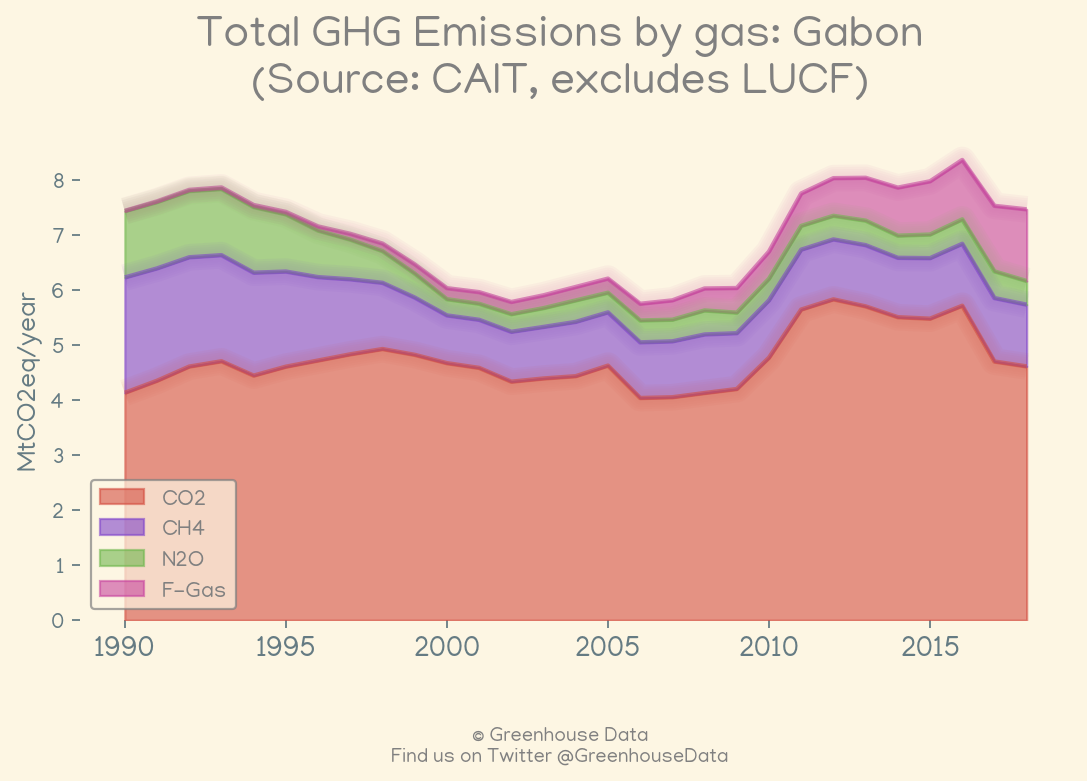 Total GHG Emissions by gas: Gabon
(Source: CAIT, excludes LUCF)
MtCO2eq/year
8
7
6
5
4
3
2
1
0
CO2
CH4
N2O
F-Gas
1990 1995 2000 2005 2010 2015
© Greenhouse Data
Find us on Twitter @GreenhouseData